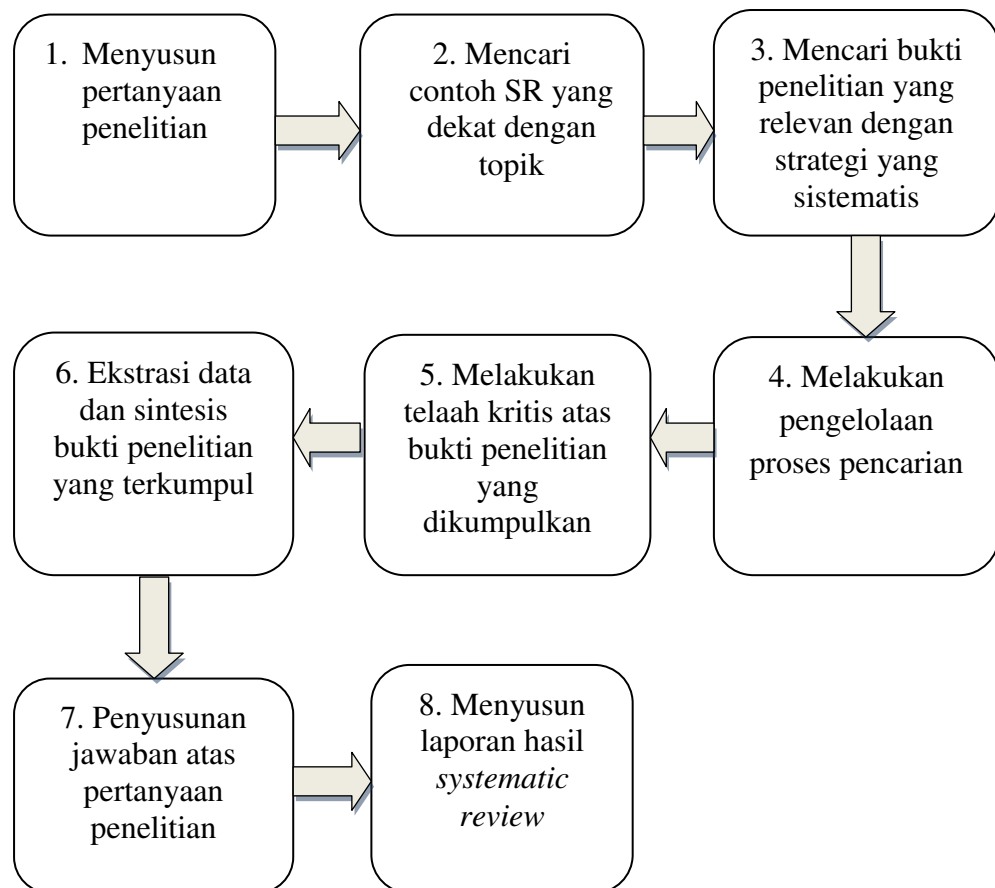 1. Menyusun
pertanyaan
penelitian
2. Mencari
contoh SR yang
dekat dengan
topik
3. Mencari bukti
penelitian yang
relevan dengan
strategi yang
sistematis
4. Melakukan
pengelolaan
proses pencarian
5. Melakukan
telaah kritis atas
bukti penelitian
yang
dikumpulkan
6. Ekstrasi data
dan sintesis
bukti penelitian
yang terkumpul
7. Penyusunan
jawaban atas
pertanyaan
penelitian
8. Menyusun
laporan hasil
systematic
review